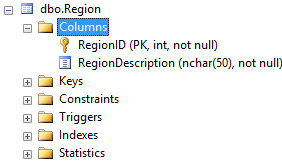 dbo.Region
Columns
RegionID (PK, int, not null)
RegionDescription (nchar(50), not null)
Keys
Constraints
Triggers
Indexes
Statistics